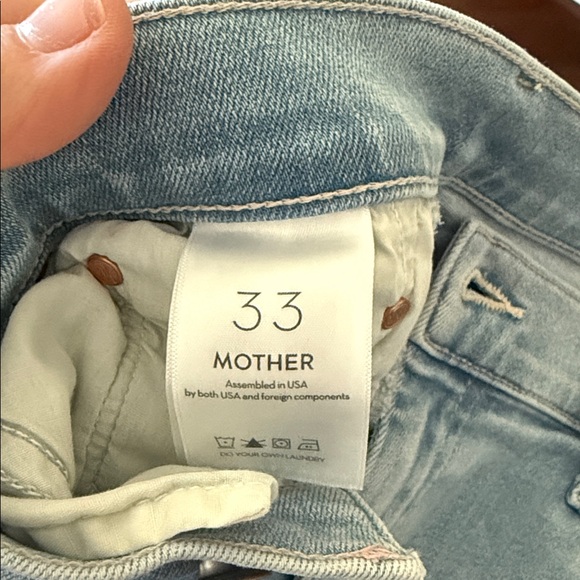 33
MOTHER
Assembled in USA
by both USA and foreign components
DO YOUR OWN LAUNDRY